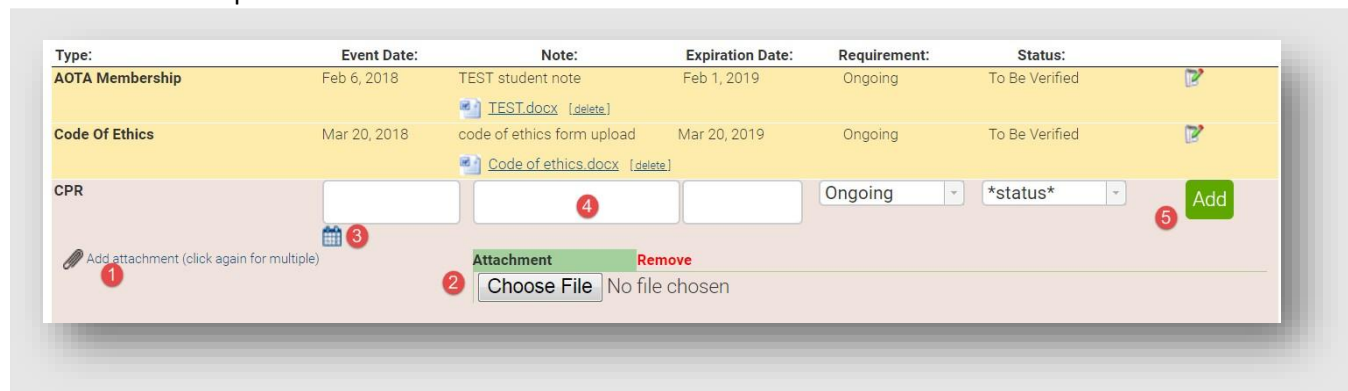 Type: Event Date: Note: Expiration Date: Requirement: Status:
AOTA Membership Feb 6, 2018 TEST student note Feb 1, 2019 Ongoing To Be Verified
TEST.docx [delete]
Code Of Ethics Mar 20, 2018 code of ethics form upload Mar 20, 2019 Ongoing To Be Verified
Code of ethics.docx [delete]
CPR 4 Ongoing *status* 5 Add
3
Add attachment (click again for multiple) Attachment Remove
1 2 Choose File No file chosen